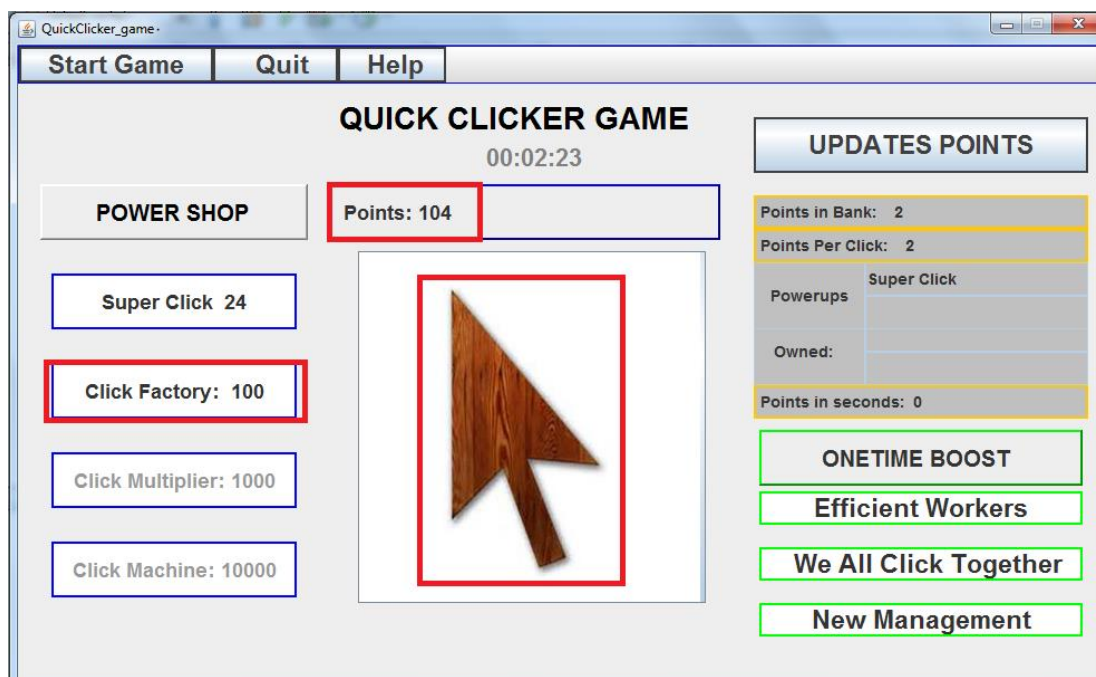 QuickClicker_game-
Start Game Quit Help
QUICK CLICKER GAME
00:02:23
UPDATES POINTS
POWER SHOP
Points: 104
Points in Bank: 2
Points Per Click: 2
Super Click 24
Powerups
Super Click
Owned:
Click Factory: 100
Points in seconds: 0
ONETIME BOOST
Click Multiplier: 1000
Efficient Workers
Click Machine: 10000
We All Click Together
New Management